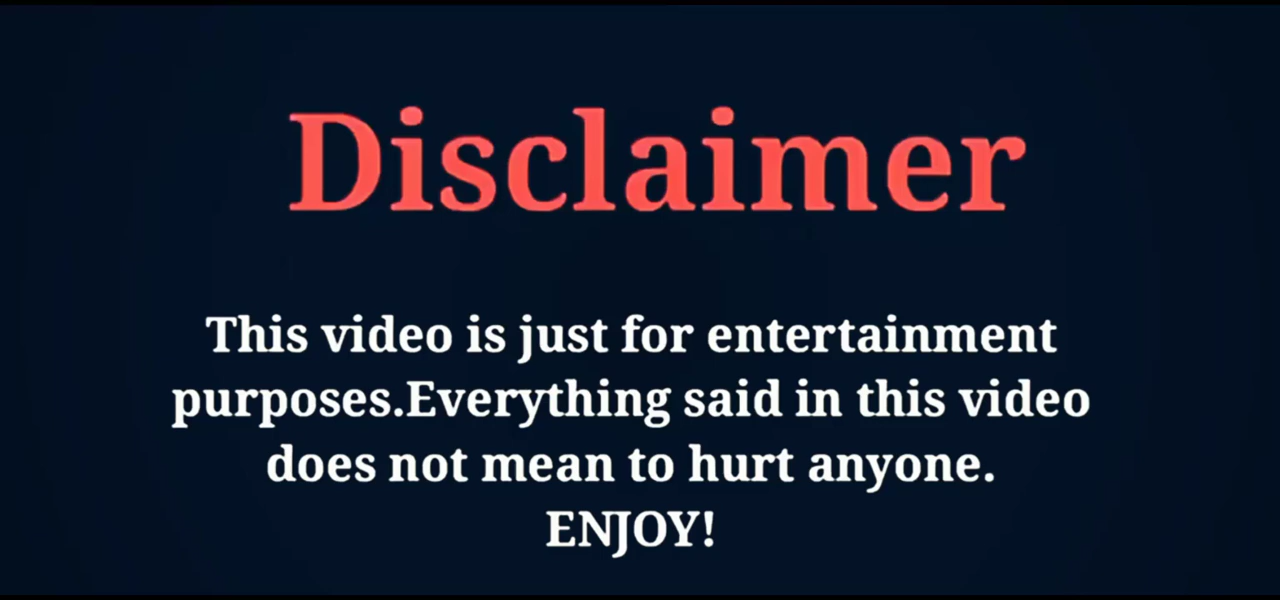 Disclaimer
This video is just for entertainment
purposes.Everything said in this video
does not mean to hurt anyone.
ENJOY!